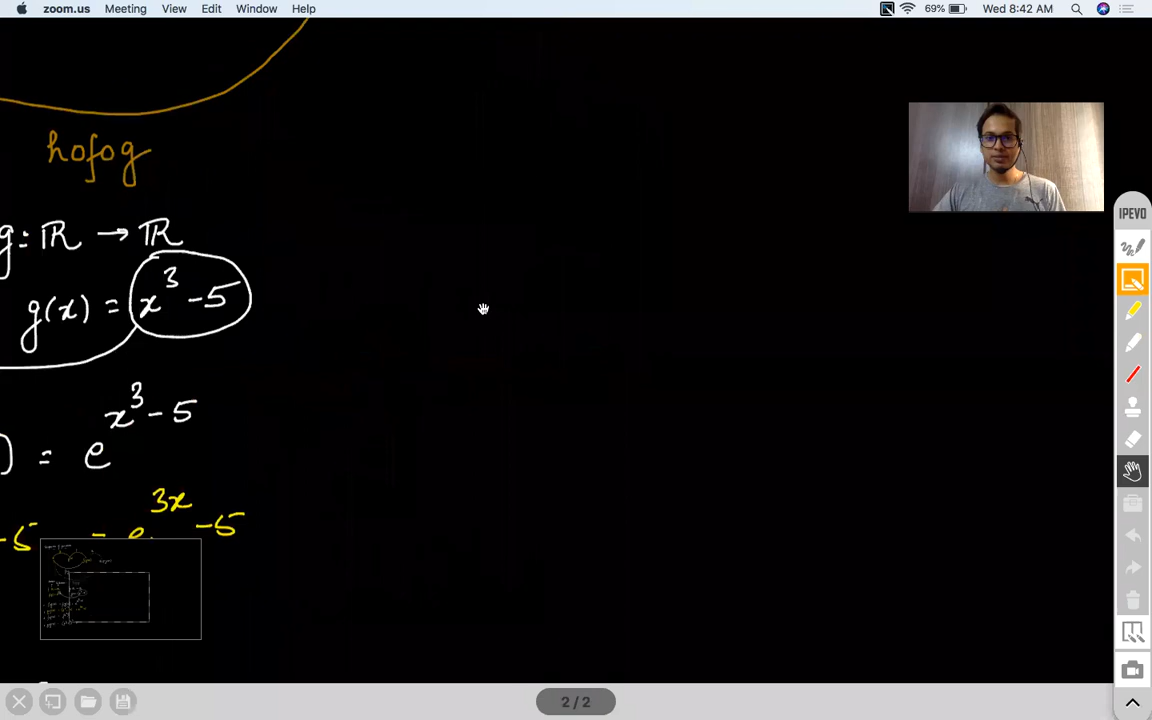 zoom.us Meeting View Edit Window Help 69% Wed 8:42 AM
hofog
g: ℝ → ℝ
g(x) = x³ - 5
) = e^{x³ - 5}
-5 = e^{3x} - 5
IPEVO
2 / 2